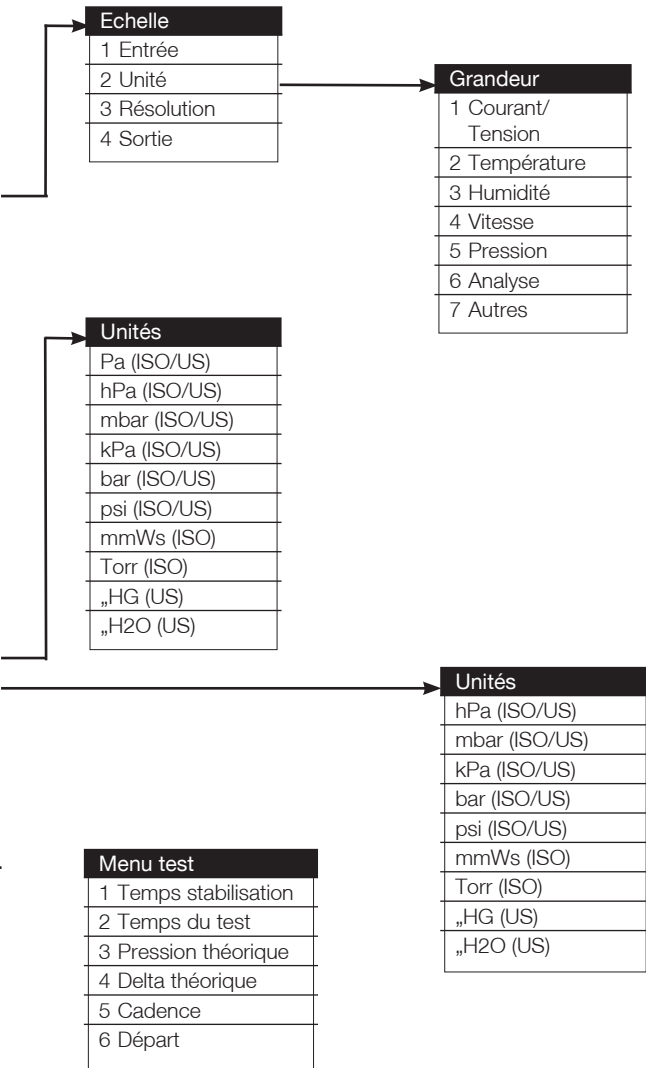 Echelle
1 Entrée
2 Unité
3 Résolution
4 Sortie
Grandeur
1 Courant/
Tension
2 Température
3 Humidité
4 Vitesse
5 Pression
6 Analyse
7 Autres
Unités
Pa (ISO/US)
hPa (ISO/US)
mbar (ISO/US)
kPa (ISO/US)
bar (ISO/US)
psi (ISO/US)
mmWs (ISO)
Torr (ISO)
„HG (US)
„H2O (US)
Unités
hPa (ISO/US)
mbar (ISO/US)
kPa (ISO/US)
bar (ISO/US)
psi (ISO/US)
mmWs (ISO)
Torr (ISO)
„HG (US)
„H2O (US)
Menu test
1 Temps stabilisation
2 Temps du test
3 Pression théorique
4 Delta théorique
5 Cadence
6 Départ